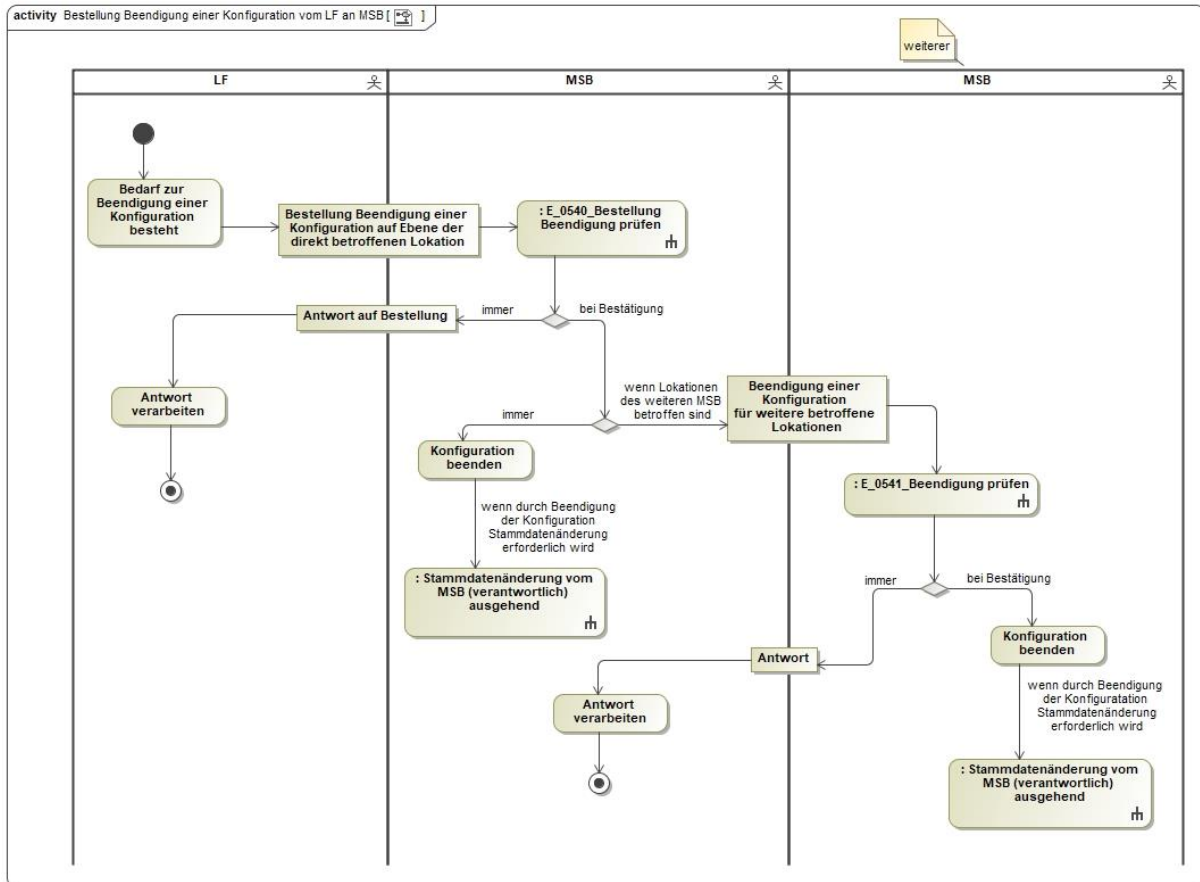 activity Bestellung Beendigung einer Konfiguration vom LF an MSB [ ]
weiterer
LF
MSB
MSB
Bedarf zur
Beendigung einer
Konfiguration
besteht
Bestellung Beendigung einer
Konfiguration auf Ebene der
direkt betroffenen Lokation
: E_0540_Bestellung
Beendigung prüfen
Antwort auf Bestellung
immer
bei Bestätigung
Antwort
verarbeiten
immer
wenn Lokationen
des weiteren MSB
betroffen sind
Beendigung einer
Konfiguration
für weitere betroffene
Lokationen
Konfiguration
beenden
: E_0541_Beendigung prüfen
wenn durch Beendigung
der Konfiguration
Stammdatenänderung
erforderlich wird
: Stammdatenänderung vom
MSB (verantwortlich)
ausgehend
immer
bei Bestätigung
Konfiguration
beenden
Antwort
Antwort
verarbeiten
wenn durch Beendigung
der Konfiguratation
Stammdatenänderung
erforderlich wird
: Stammdatenänderung vom
MSB (verantwortlich)
ausgehend